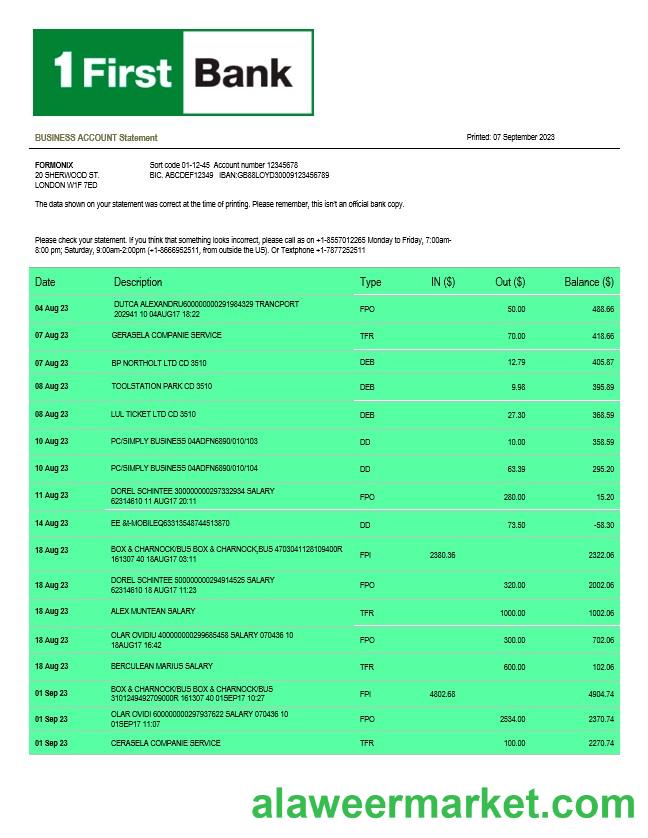 1 First Bank
BUSINESS ACCOUNT Statement Printed: 07 September 2023
FORMONIX Sort code 01-12-45 Account number 12345678
20 SHERWOOD ST. BIC. ABCDEF12349 IBAN:GB88LOYD30009123456789
LONDON W1F 7ED
The data shown on your statement was correct at the time of printing. Please remember, this isn't an official bank copy.
Please check your statement. If you think that something looks incorrect, please call as on +1-8557012265 Monday to Friday, 7:00am-
8:00 pm; Saturday, 9:00am-2:00pm (+1-8666952511, from outside the US). Or Textphone +1-7877252511
Date Description Type IN ($) Out ($) Balance ($)
04 Aug 23 DUTCA ALEXANDRU600000000291984329 TRANCPORT FPO 50.00 488.66
202941 10 04AUG17 18:22
07 Aug 23 GERASELA COMPANIE SERVICE TFR 70.00 418.66
07 Aug 23 BP NORTHOLT LTD CD 3510 DEB 12.79 405.87
08 Aug 23 TOOLSTATION PARK CD 3510 DEB 9.98 395.89
08 Aug 23 LUL TICKET LTD CD 3510 DEB 27.30 368.59
10 Aug 23 PC/SIMPLY BUSINESS 04ADFN6890/010/103 DD 10.00 358.59
10 Aug 23 PC/SIMPLY BUSINESS 04ADFN6890/010/104 DD 63.39 295.20
11 Aug 23 DOREL SCHINTEE 300000000297332934 SALARY FPO 280.00 15.20
62314610 11 AUG17 20:11
14 Aug 23 EE &t-MOBILEQ63313548744513870 DD 73.50 -58.30
18 Aug 23 BOX & CHARNOCK/BUS BOX & CHARNOCK,BUS 4703041128109400R FPI 2380.36 2322.06
161307 40 18AUG17 03:11
18 Aug 23 DOREL SCHINTEE 500000000294914525 SALARY FPO 320.00 2002.06
62314610 18 AUG17 11:23
18 Aug 23 ALEX MUNTEAN SALARY TFR 1000.00 1002.06
18 Aug 23 OLAR OVIDIU 400000000299685458 SALARY 070436 10 FPO 300.00 702.06
18AUG17 16:42
18 Aug 23 BERCULEAN MARIUS SALARY TFR 600.00 102.06
01 Sep 23 BOX & CHARNOCK/BUS BOX & CHARNOCK/BUS FPI 4802.68 4904.74
3101249492709000R 161307 40 01SEP17 10:27
01 Sep 23 OLAR OVIDI 600000000297937622 SALARY 070436 10 FPO 2534.00 2370.74
01SEP17 11:07
01 Sep 23 CERASELA COMPANIE SERVICE TFR 100.00 2270.74
alaweermarket.com